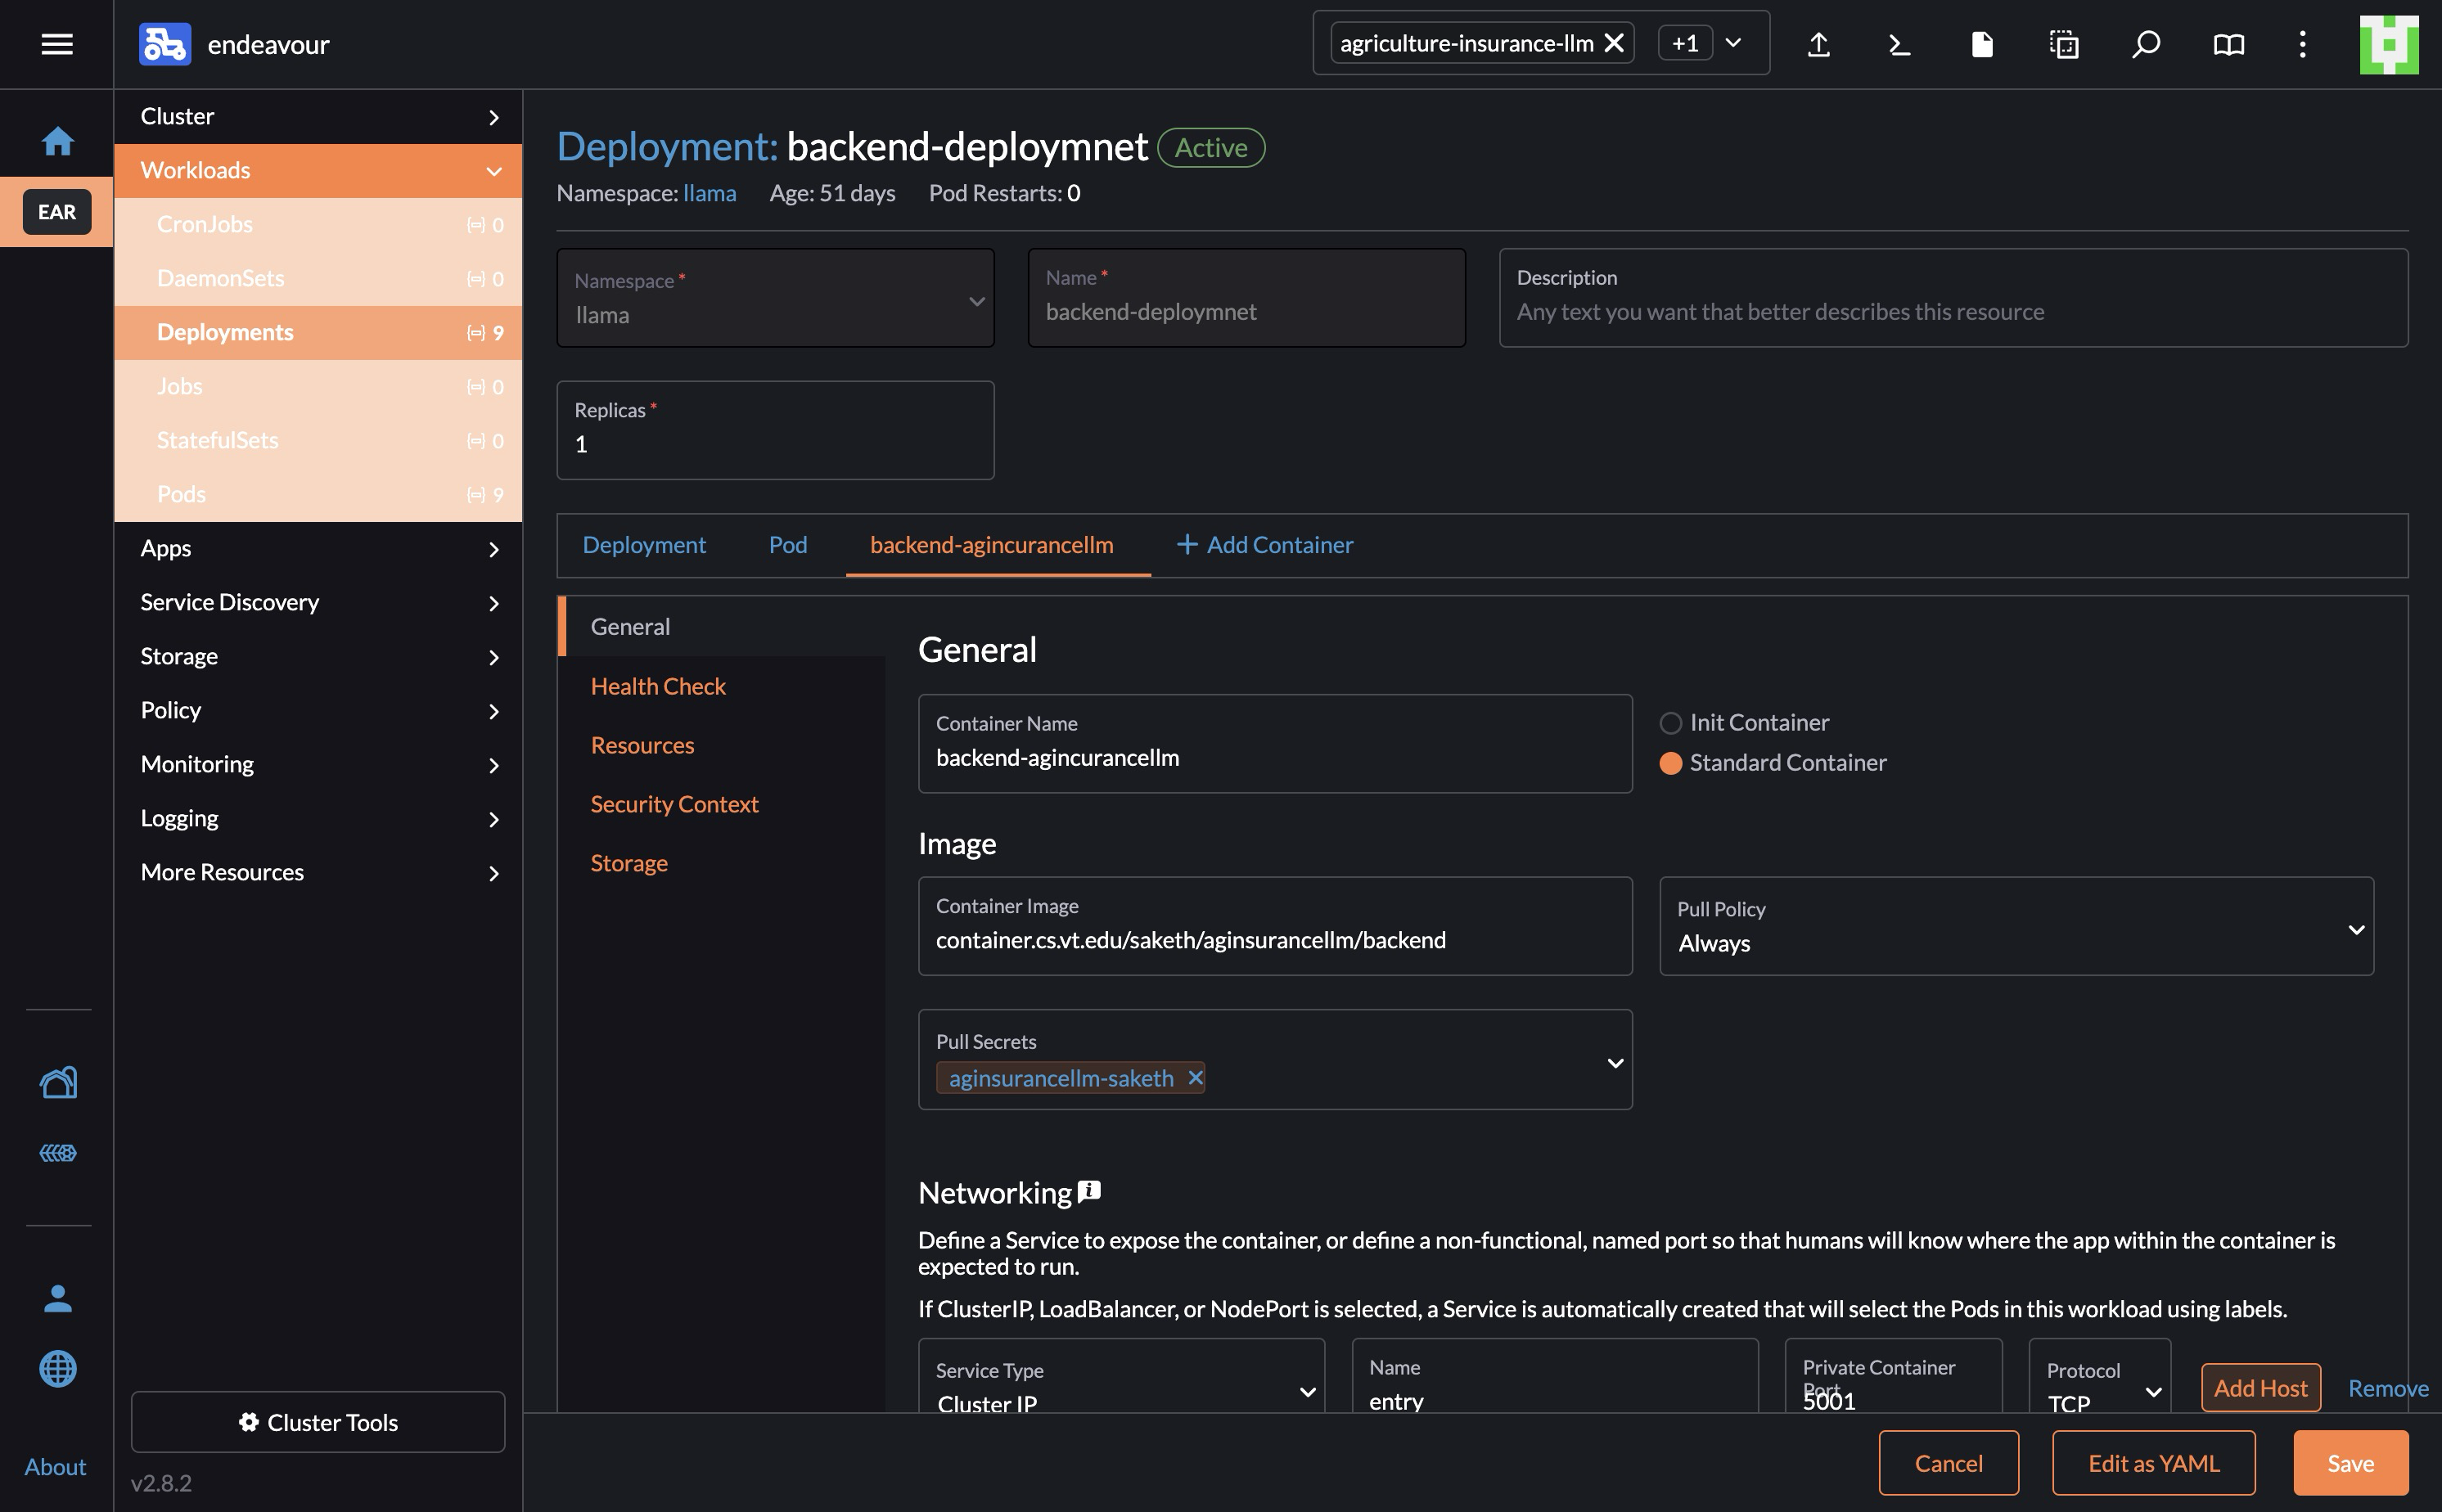 endeavour
agriculture-insurance-llm
+1
EAR
Cluster
Workloads
CronJobs 0
DaemonSets 0
Deployments 9
Jobs 0
StatefulSets 0
Pods 9
Apps
Service Discovery
Storage
Policy
Monitoring
Logging
More Resources
Cluster Tools
v2.8.2
About
Deployment: backend-deploymnet Active
Namespace: llama Age: 51 days Pod Restarts: 0
Namespace *
llama
Name *
backend-deploymnet
Description
Any text you want that better describes this resource
Replicas *
1
Deployment Pod backend-agincurancellm + Add Container
General
Health Check
Resources
Security Context
Storage
General
Container Name
backend-agincurancellm
Init Container
Standard Container
Image
Container Image
container.cs.vt.edu/saketh/aginsurancellm/backend
Pull Policy
Always
Pull Secrets
aginsurancellm-saketh
Networking
Define a Service to expose the container, or define a non-functional, named port so that humans will know where the app within the container is
expected to run.
If ClusterIP, LoadBalancer, or NodePort is selected, a Service is automatically created that will select the Pods in this workload using labels.
Service Type
Cluster IP
Name
entry
Private Container
Port
5001
Protocol
TCP
Add Host
Remove
Cancel
Edit as YAML
Save